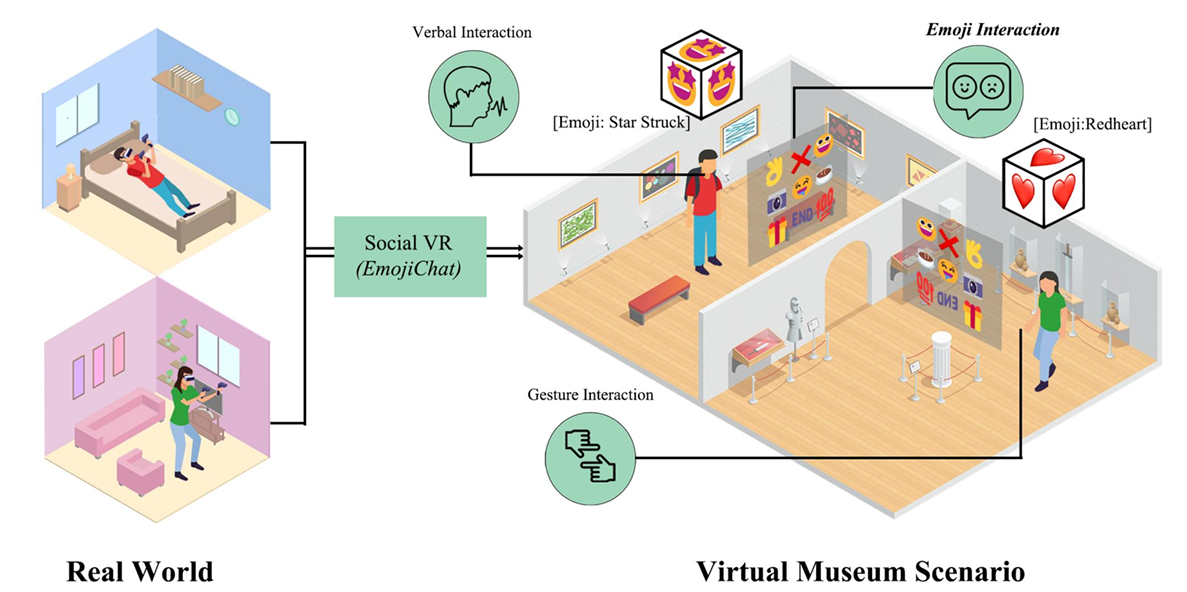 Verbal Interaction
Emoji Interaction
[Emoji: Star Struck]
[Emoji:Redheart]
Social VR
(EmojiChat)
END 100
100 END
Gesture Interaction
Real World
Virtual Museum Scenario